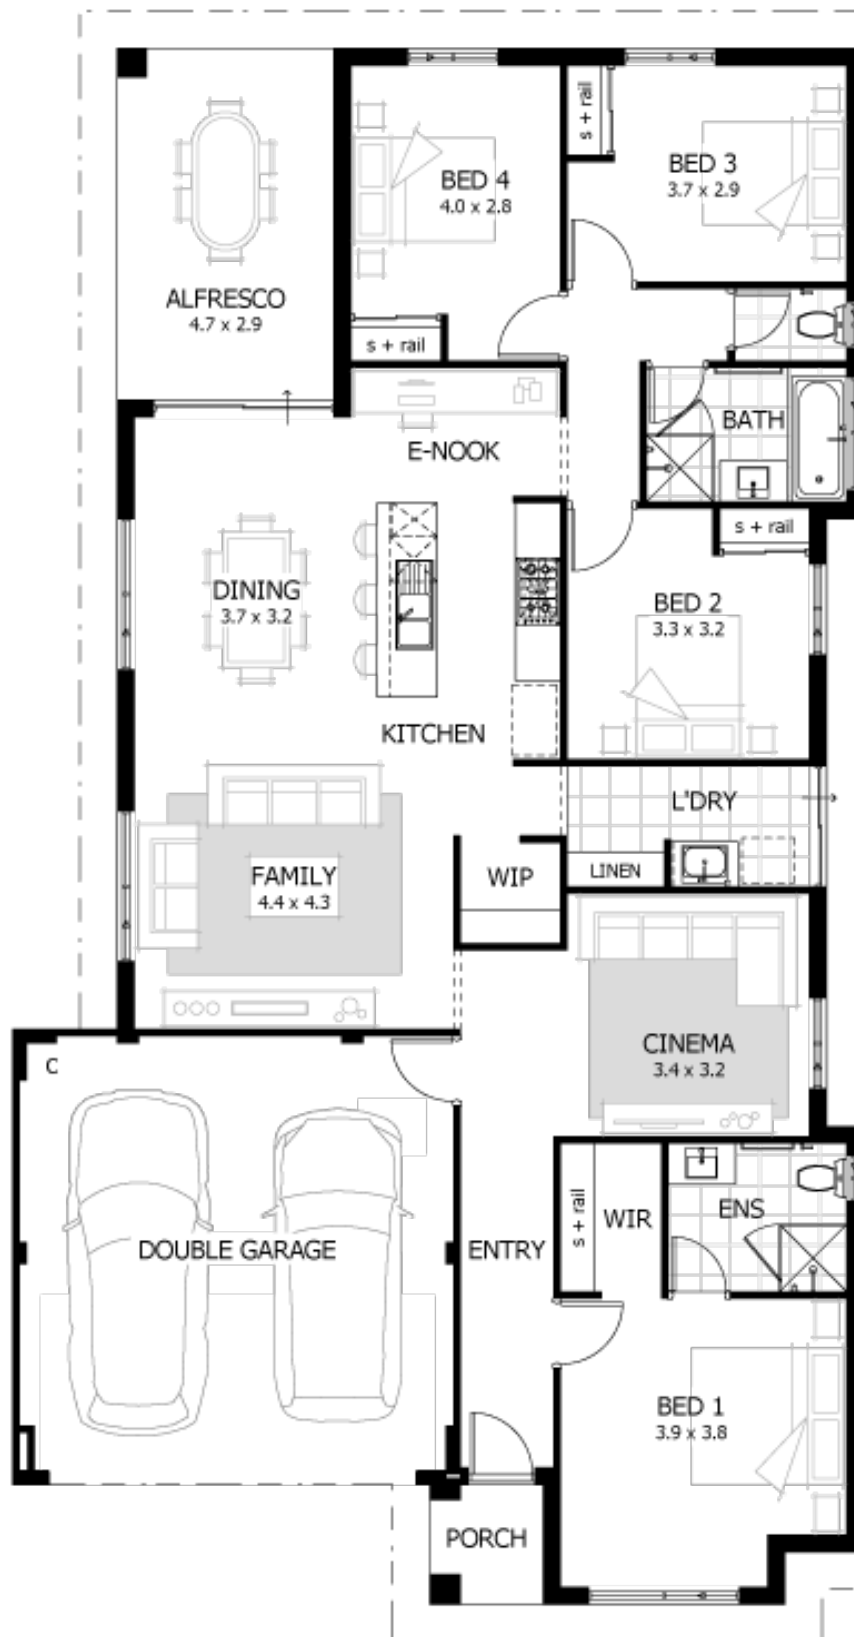 s + rail
BED 3
3.7 x 2.9
BED 4
4.0 x 2.8
ALFRESCO
4.7 x 2.9
s + rail
BATH
E-NOOK
s + rail
DINING
3.7 x 3.2
BED 2
3.3 x 3.2
KITCHEN
L'DRY
FAMILY
4.4 x 4.3
WIP
LINEN
CINEMA
3.4 x 3.2
C
s + rail
WIR
ENS
DOUBLE GARAGE
ENTRY
BED 1
3.9 x 3.8
PORCH